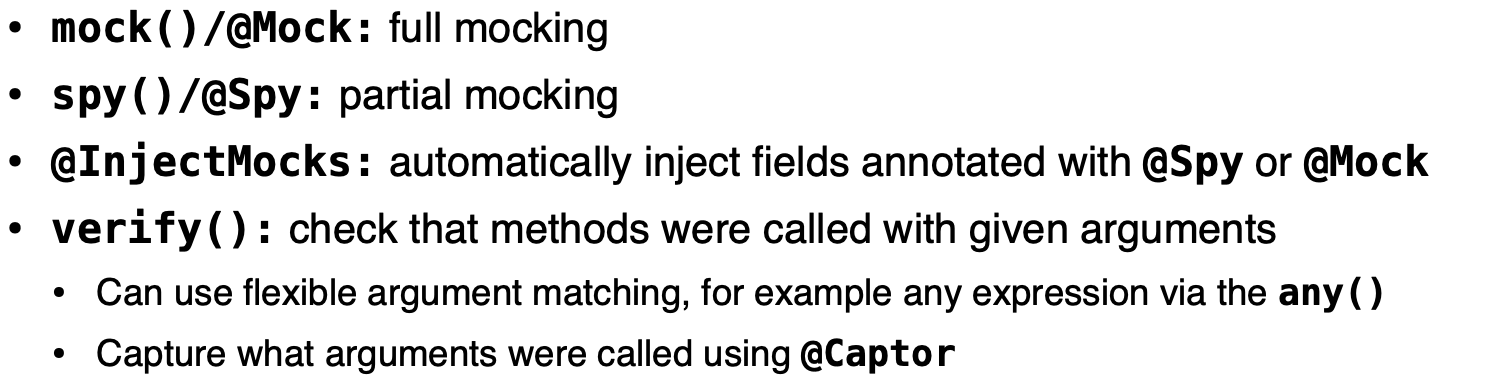 • mock()/@Mock: full mocking
• spy()/@Spy: partial mocking
• @InjectMocks: automatically inject fields annotated with @Spy or @Mock
• verify(): check that methods were called with given arguments
• Can use flexible argument matching, for example any expression via the any()
• Capture what arguments were called using @Captor